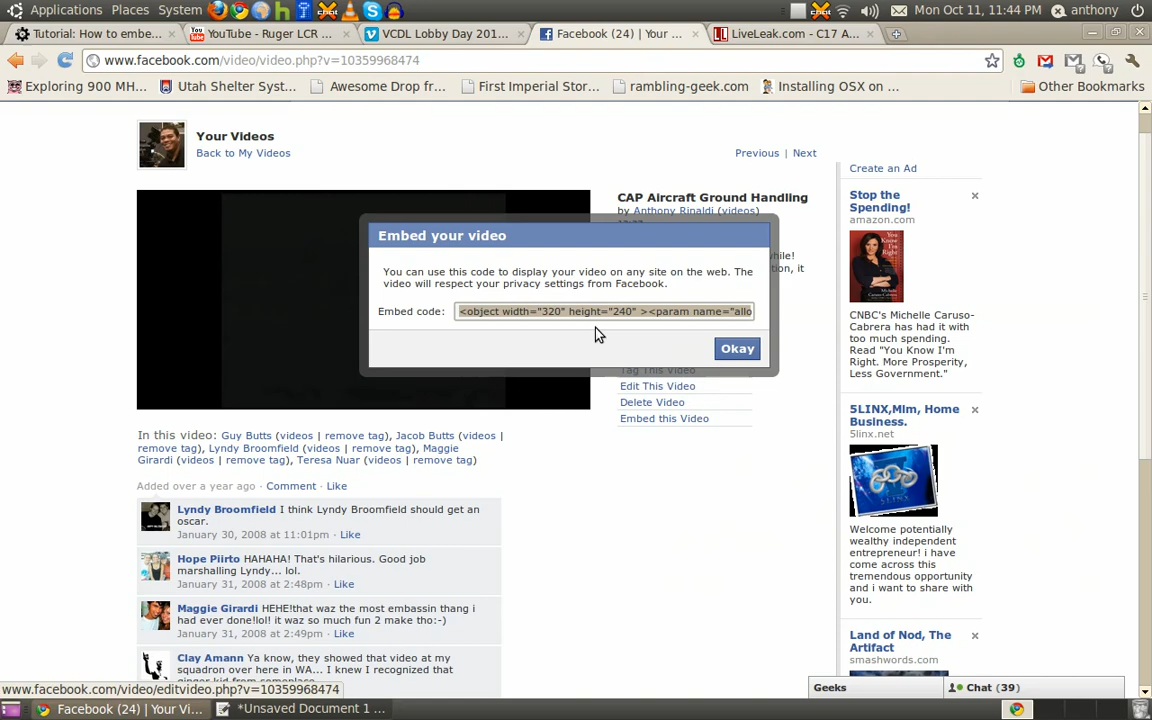 Applications Places System
Mon Oct 11, 11:44 PM anthony
Tutorial: How to embe...
YouTube - Ruger LCR ...
VCDL Lobby Day 201...
Facebook (24) | Your ...
LiveLeak.com - C17 A...
www.facebook.com/video/video.php?v=10359968474
Exploring 900 MH...
Utah Shelter Syst...
Awesome Drop fr...
First Imperial Stor...
rambling-geek.com
Installing OSX on ...
Other Bookmarks
Your Videos
Back to My Videos
Previous | Next
CAP Aircraft Ground Handling
by Anthony Rinaldi (videos)
while!
tion, it
Embed your video
You can use this code to display your video on any site on the web. The
video will respect your privacy settings from Facebook.
Embed code: <object width="320" height="240" ><param name="allo
Okay
Tag This Video
Edit This Video
Delete Video
Embed this Video
In this video: Guy Butts (videos | remove tag), Jacob Butts (videos |
remove tag), Lyndy Broomfield (videos | remove tag), Maggie
Girardi (videos | remove tag), Teresa Nuar (videos | remove tag)
Added over a year ago · Comment · Like
Lyndy Broomfield I think Lyndy Broomfield should get an
oscar.
January 30, 2008 at 11:01pm · Like
Hope Piirto HAHAHA! That's hilarious. Good job
marshalling Lyndy... lol.
January 31, 2008 at 2:48pm · Like
Maggie Girardi HEHE!that waz the most embassin thang i
had ever done!lol! it waz so much fun 2 make tho:-)
January 31, 2008 at 2:49pm · Like
Clay Amann Ya know, they showed that video at my
squadron over here in WA... I knew I recognized that
Create an Ad
Stop the
Spending!
amazon.com
CNBC's Michelle Caruso-
Cabrera has had it with
too much spending.
Read "You Know I'm
Right. More Prosperity,
Less Government."
5LINX,Mlm, Home
Business.
5linx.net
5LINX
Welcome potentially
wealthy independent
entrepreneur! i have
come across this
tremendous opportunity
and i want to share with
you.
Land of Nod, The
Artifact
smashwords.com
www.facebook.com/video/editvideo.php?v=10359968474
Geeks
Chat (39)
Facebook (24) | Your Vi...
*Unsaved Document 1 ...